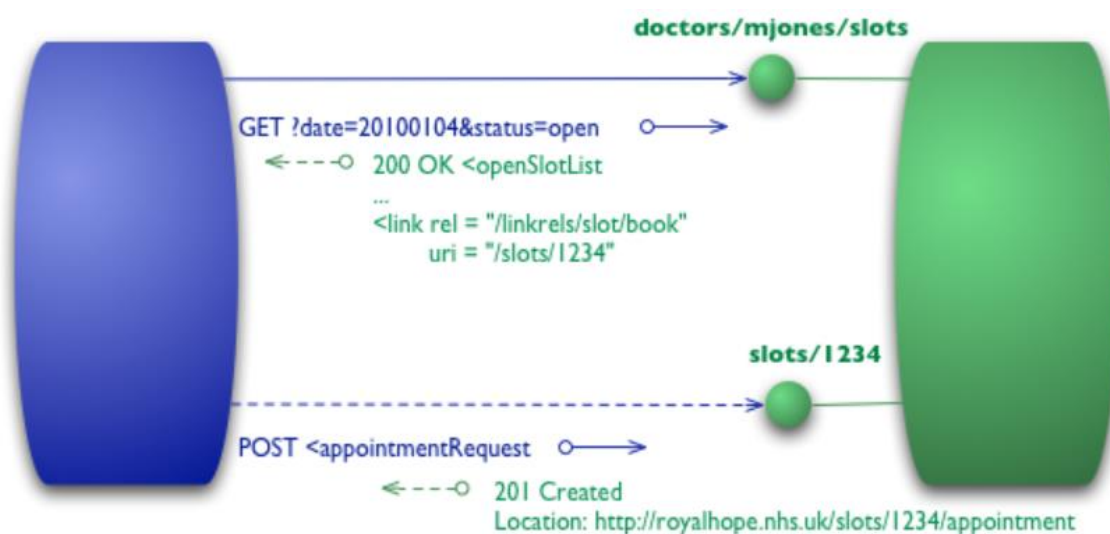 doctors/mjones/slots
GET ?date=20100104&status=open
200 OK <openSlotList
...
<link rel = "/linkrels/slot/book"
uri = "/slots/1234"
slots/1234
POST <appointmentRequest
201 Created
Location: http://royalhope.nhs.uk/slots/1234/appointment